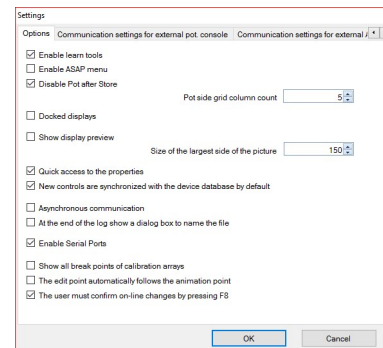 Settings
Options Communication settings for external pot. console Communication settings for external
Enable learn tools
Enable ASAP menu
Disable Pot after Store
Pot side grid column count 5
Docked displays
Show display preview
Size of the largest side of the picture 150
Quick access to the properties
New controls are synchronized with the device database by default
Asynchronous communication
At the end of the log show a dialog box to name the file
Enable Serial Ports
Show all break points of calibration arrays
The edit point automatically follows the animation point
The user must confirm on-line changes by pressing F8
OK Cancel